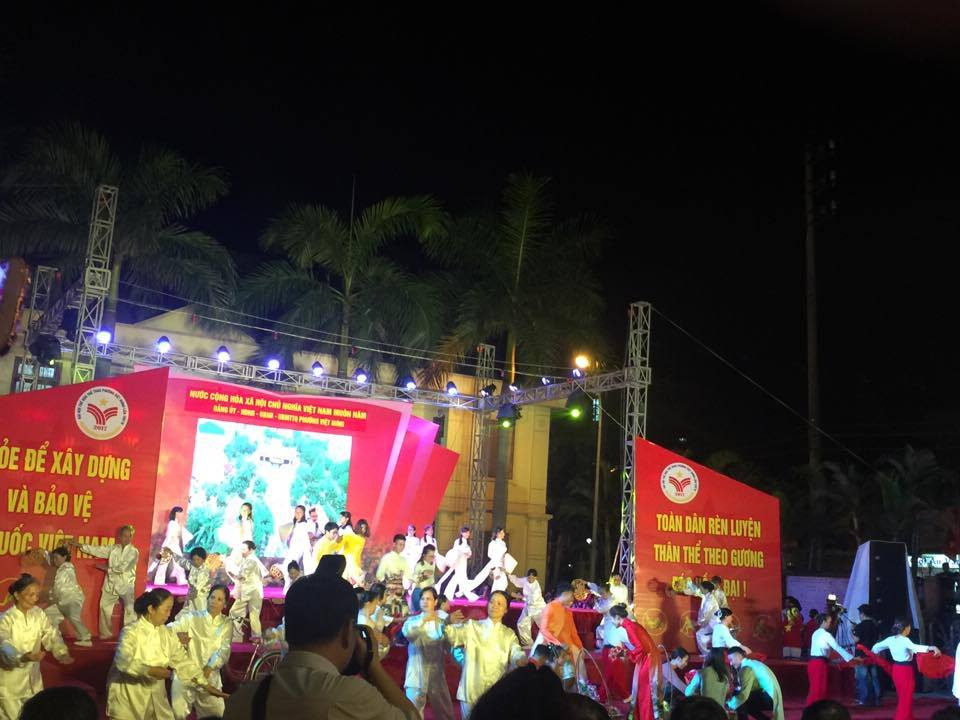 NƯỚC CỘNG HÒA XÃ HỘI CHỦ NGHĨA VIỆT NAM MUÔN NĂM
ĐẢNG ỦY - HĐND - UBND - UBMTTQ PHƯỜNG VIỆT HƯNG
ỎE ĐỂ XÂY DỰNG
VÀ BẢO VỆ
QUỐC VIỆT NAM
2017
TOÀN DÂN RÈN LUYỆN
THÂN THỂ THEO GƯƠNG
ĐẠI !